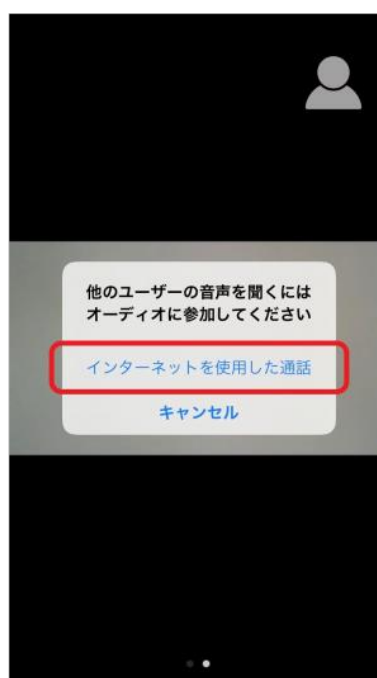 他のユーザーの音声を聞くには
オーディオに参加してください
インターネットを使用した通話
キャンセル